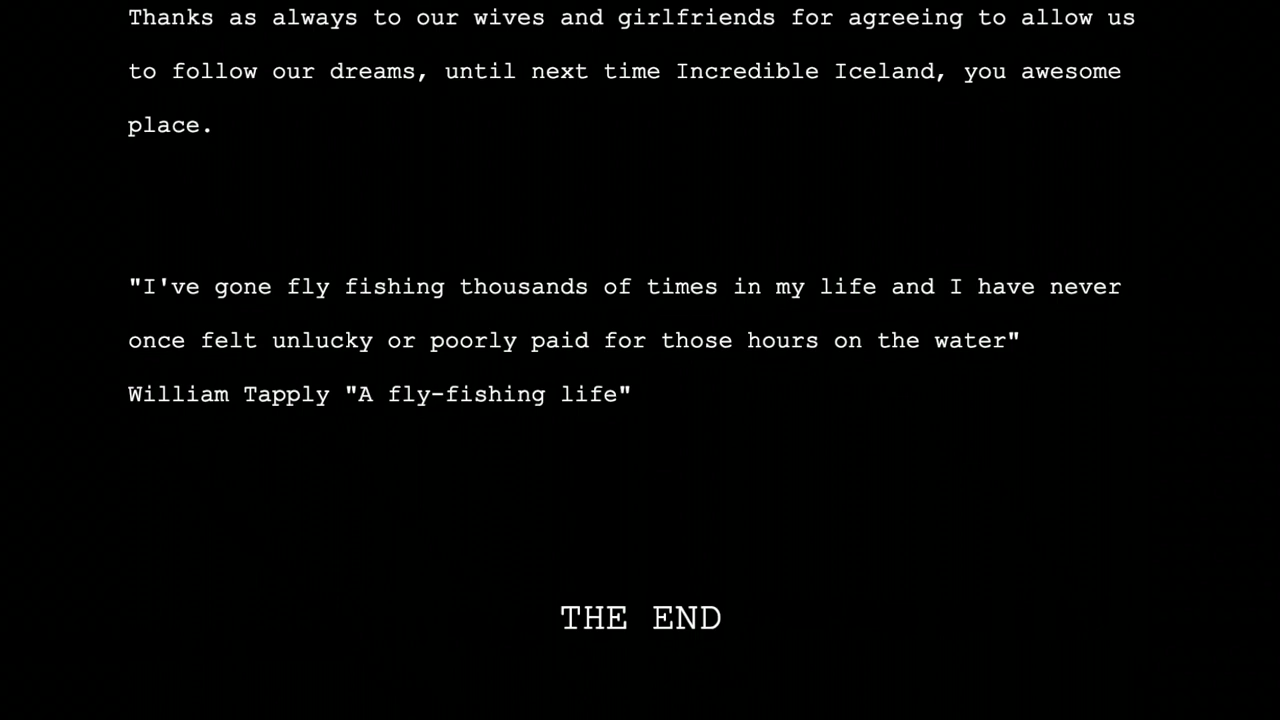 Thanks as always to our wives and girlfriends for agreeing to allow us
to follow our dreams, until next time Incredible Iceland, you awesome
place.
"I've gone fly fishing thousands of times in my life and I have never
once felt unlucky or poorly paid for those hours on the water"
William Tapply "A fly-fishing life"
THE END